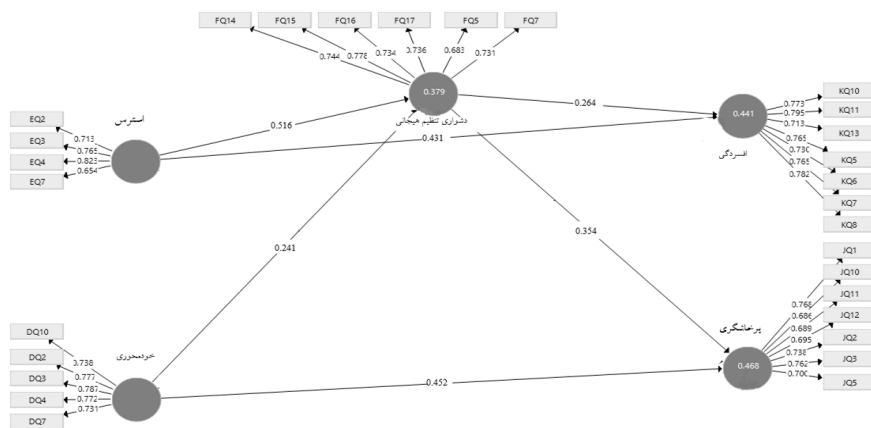 FQ14 FQ15 FQ16 FQ17 FQ5 FQ7
0.744 0.778 0.734 0.736 0.683 0.731
0.379
دشواری تنظیم هیجانی
استرس
EQ2 0.713
EQ3 0.765
EQ4 0.823
EQ7 0.654
0.516
0.264
0.431
0.241
0.354
0.452
0.441
افسردگی
KQ10 0.773
KQ11 0.795
KQ13 0.713
KQ5 0.765
KQ6 0.730
KQ7 0.765
KQ8 0.782
خودمحوری
DQ10 0.738
DQ2 0.777
DQ3 0.787
DQ4 0.772
DQ7 0.731
پرخاشگری
0.468
JQ1 0.768
JQ10 0.686
JQ11 0.689
JQ12 0.695
JQ2 0.738
JQ3 0.762
JQ5 0.700